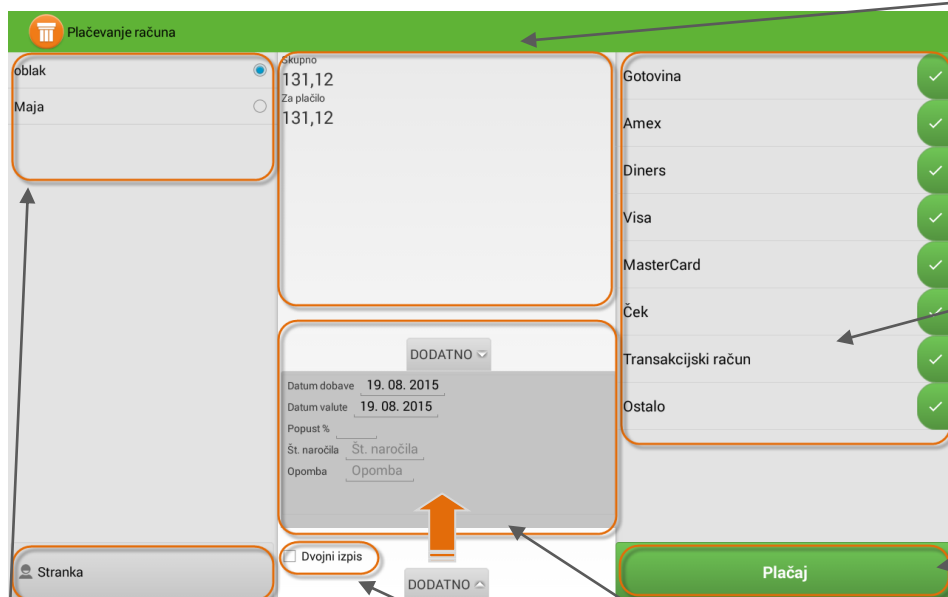 Plačevanje računa
oblak
Maja
Stranka
Skupno
131,12
Za plačilo
131,12
DODATNO
Datum dobave 19. 08. 2015
Datum valute 19. 08. 2015
Popust %
Št. naročila Št. naročila
Opomba Opomba
Dvojni izpis
DODATNO
Gotovina
Amex
Diners
Visa
MasterCard
Ček
Transakcijski račun
Ostalo
Plačaj